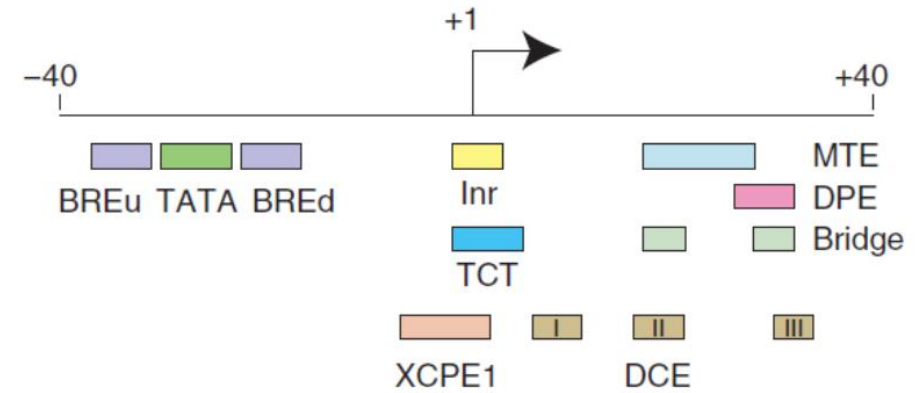 +1
−40 +40
MTE
BREu TATA BREd Inr DPE
Bridge
TCT
I II III
XCPE1 DCE